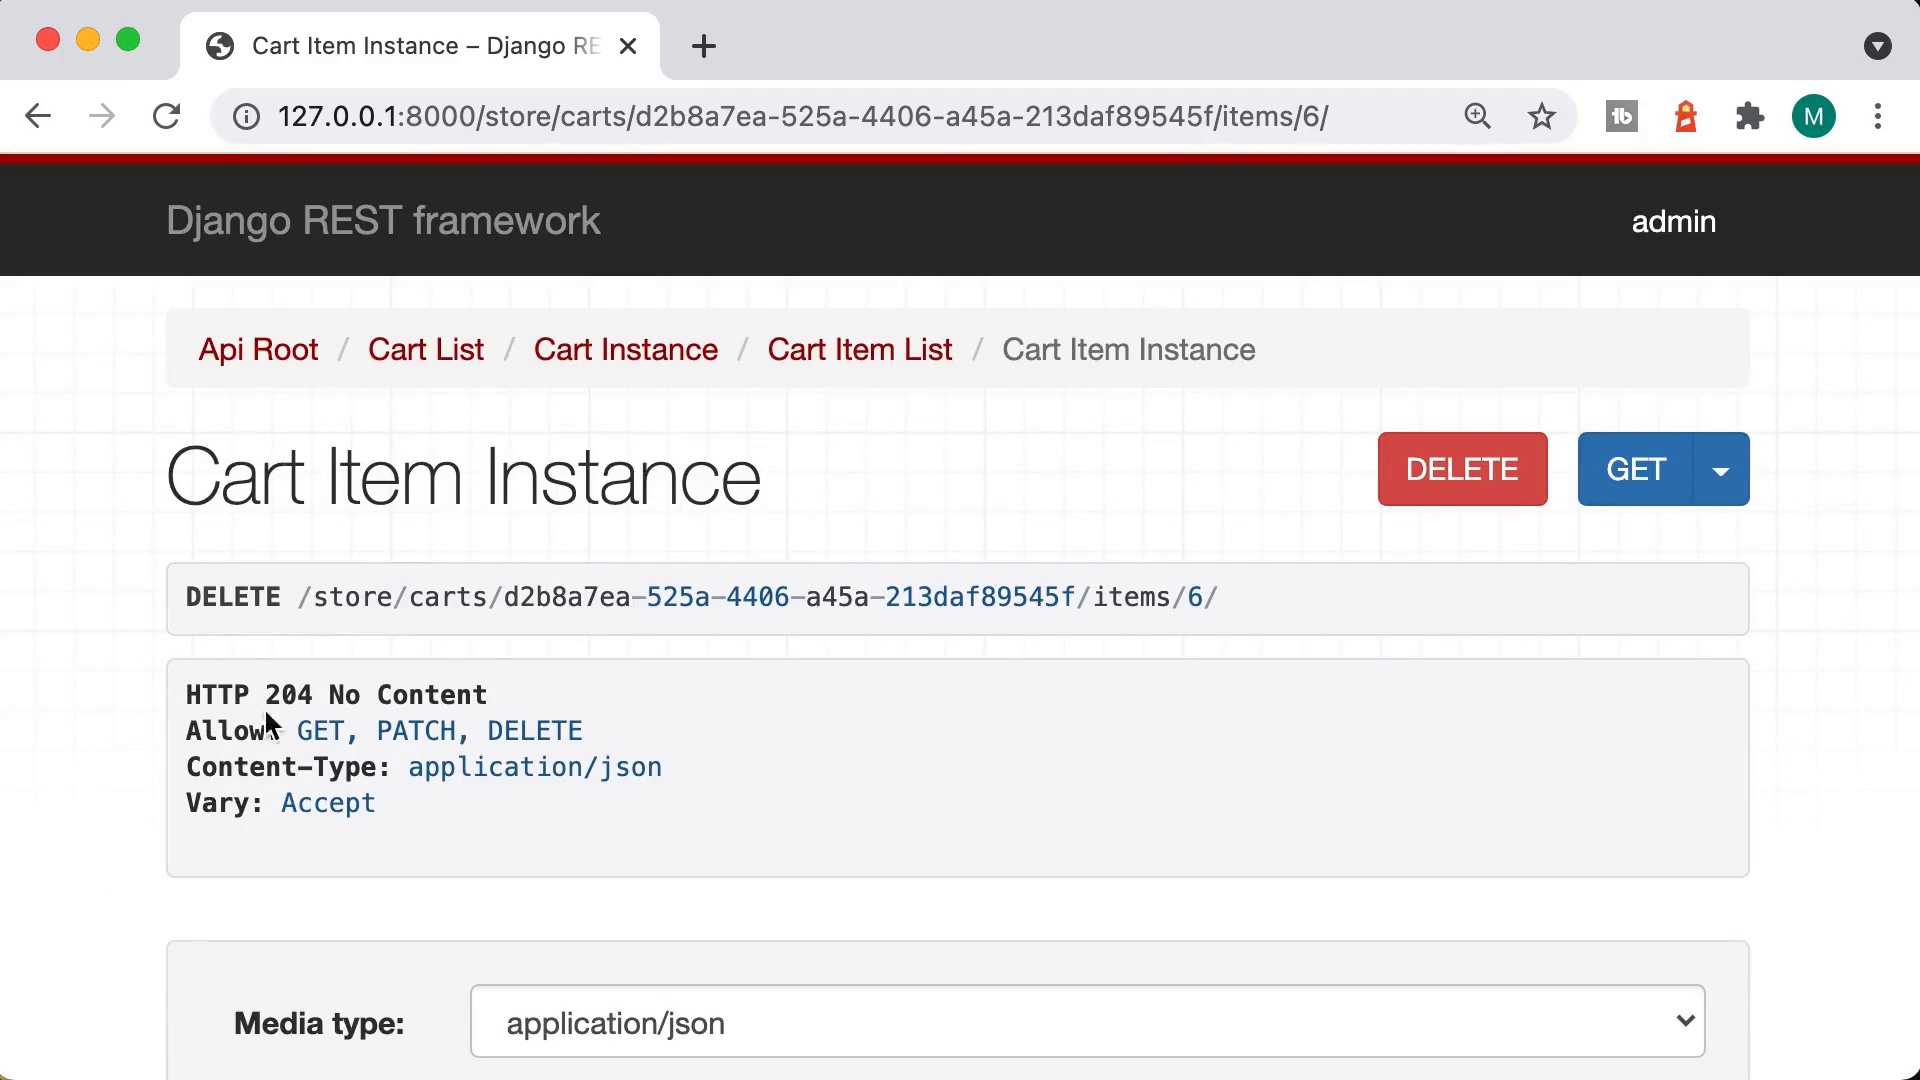 Cart Item Instance – Django RE
127.0.0.1:8000/store/carts/d2b8a7ea-525a-4406-a45a-213daf89545f/items/6/
M
Django REST framework
admin
Api Root / Cart List / Cart Instance / Cart Item List / Cart Item Instance
Cart Item Instance
DELETE
GET
DELETE /store/carts/d2b8a7ea-525a-4406-a45a-213daf89545f/items/6/
HTTP 204 No Content
Allow: GET, PATCH, DELETE
Content-Type: application/json
Vary: Accept
Media type:
application/json